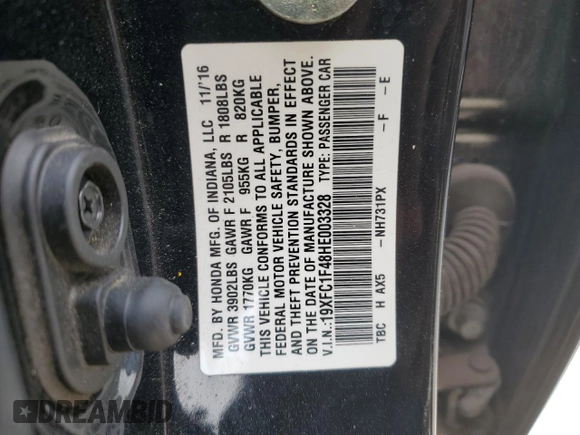 MFD. BY HONDA MFG. OF INDIANA, LLC 11/'16
GVWR 3902LBS GAWR F 2105LBS R 1808LBS
GVWR 1770KG GAWR F 955KG R 820KG
THIS VEHICLE CONFORMS TO ALL APPLICABLE
FEDERAL MOTOR VEHICLE SAFETY, BUMPER,
AND THEFT PREVENTION STANDARDS IN EFFECT
ON THE DATE OF MANUFACTURE SHOWN ABOVE.
V.I.N.:19XFC1F48HE003328 TYPE: PASSENGER CAR
TBC H AX5 -NH731PX -F -E
DREAMBID